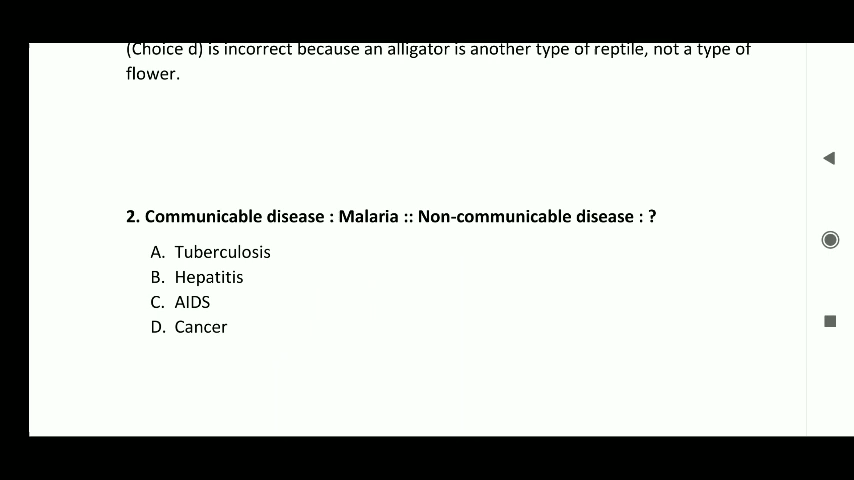 (Choice d) is incorrect because an alligator is another type of reptile, not a type of
flower.
2. Communicable disease : Malaria :: Non-communicable disease : ?
A. Tuberculosis
B. Hepatitis
C. AIDS
D. Cancer